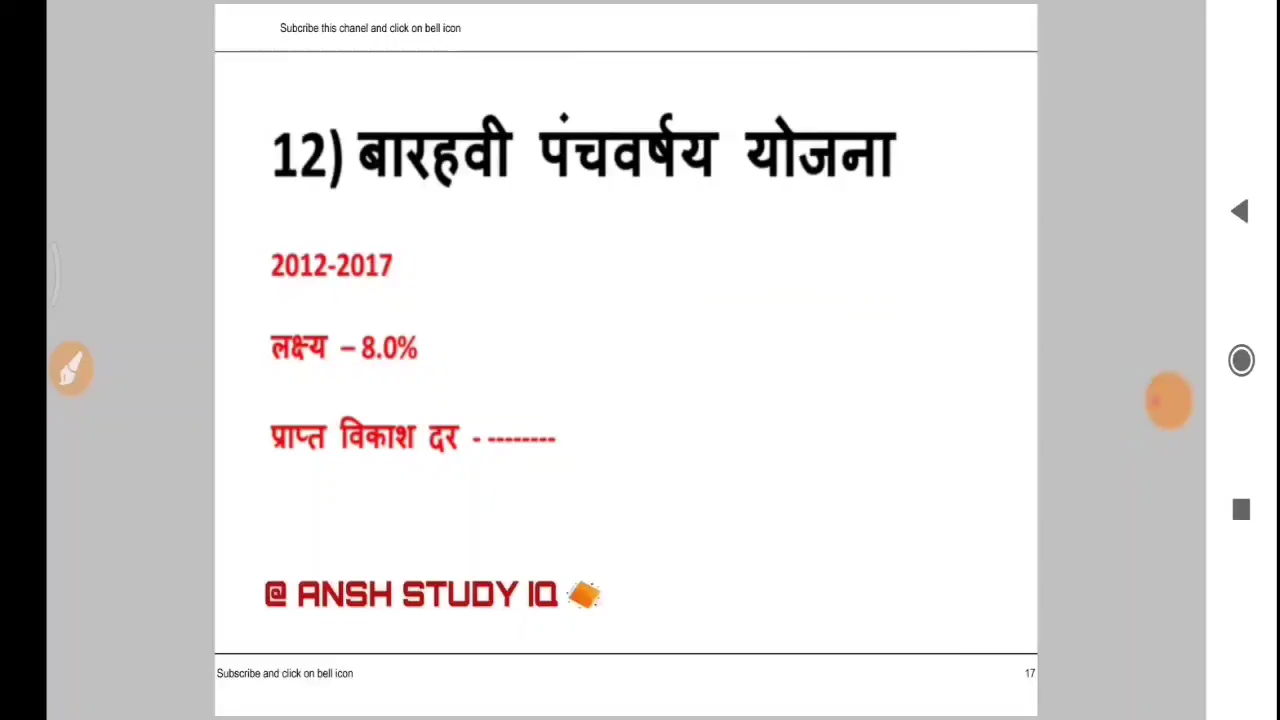 Subcribe this chanel and click on bell icon
12) बारहवी पंचवर्षय योजना
2012-2017
लक्ष्य – 8.0%
प्राप्त विकाश दर - --------
@ ANSH STUDY IQ
Subscribe and click on bell icon
17